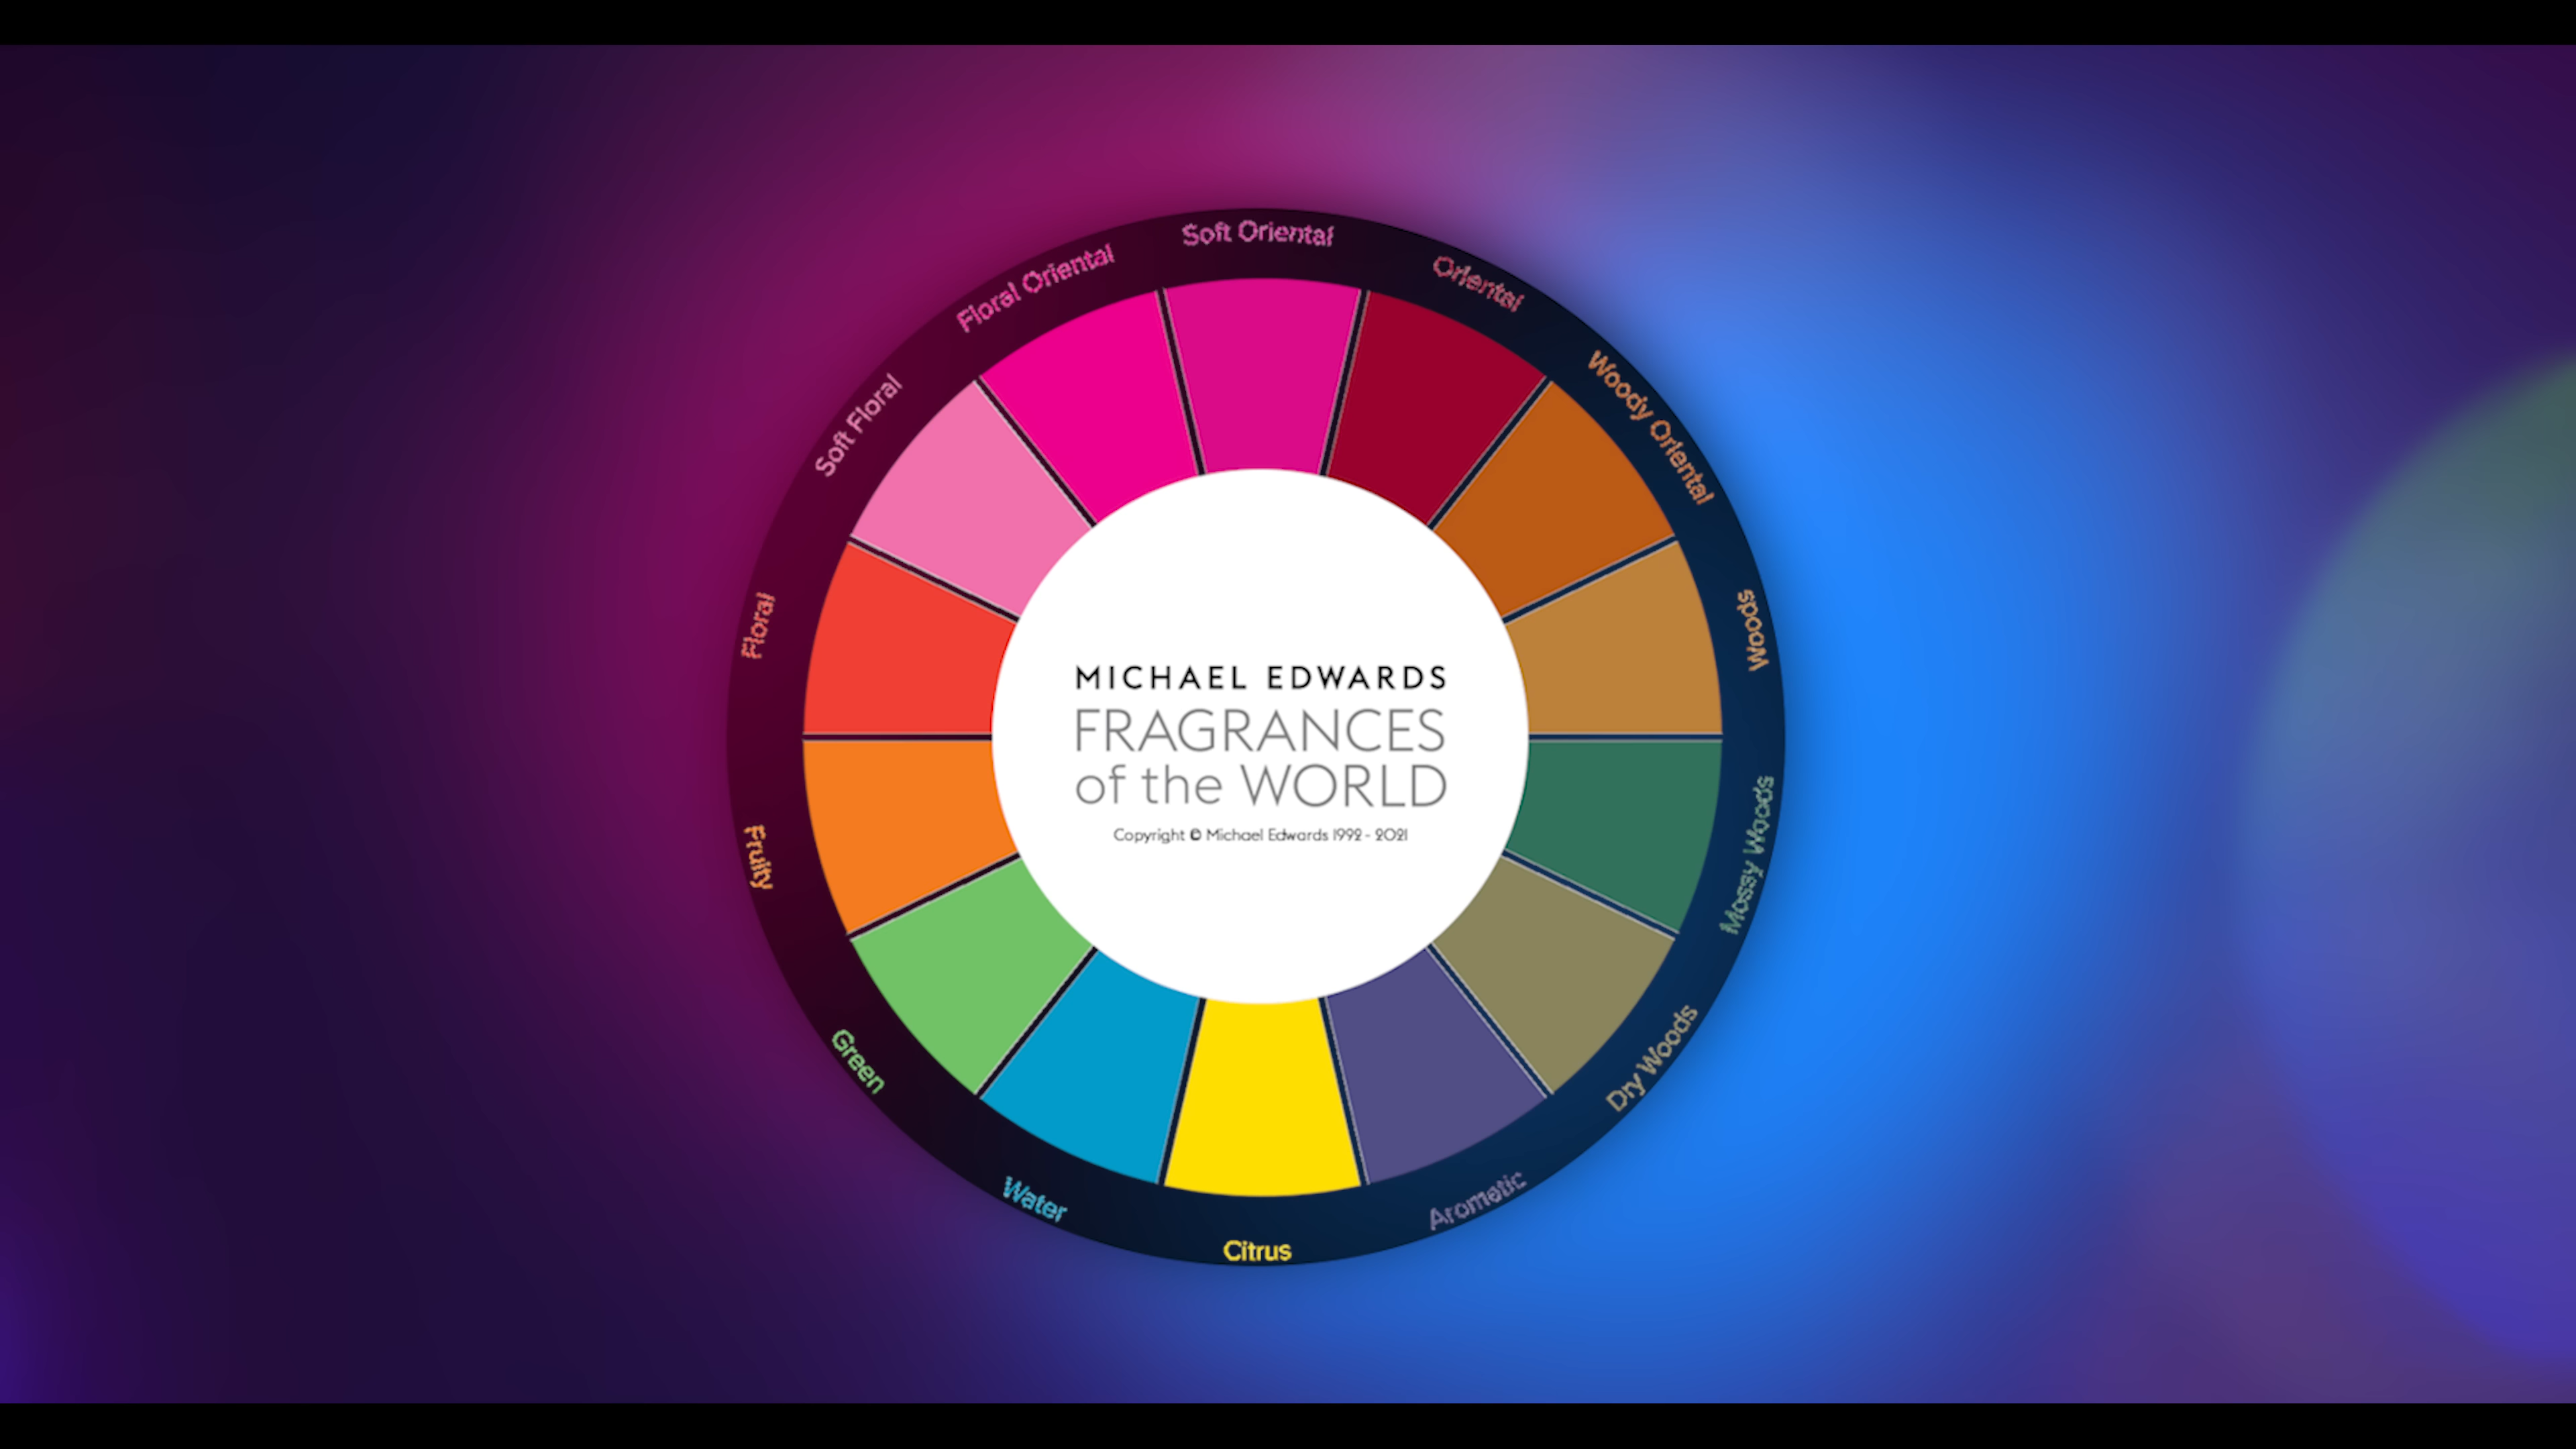 Soft Oriental
Oriental
Woody Oriental
Woods
Mossy Woods
Dry Woods
Aromatic
Citrus
Water
Green
Fruity
Floral
Soft Floral
Floral Oriental
MICHAEL EDWARDS
FRAGRANCES
of the WORLD
Copyright © Michael Edwards 1992 - 2021